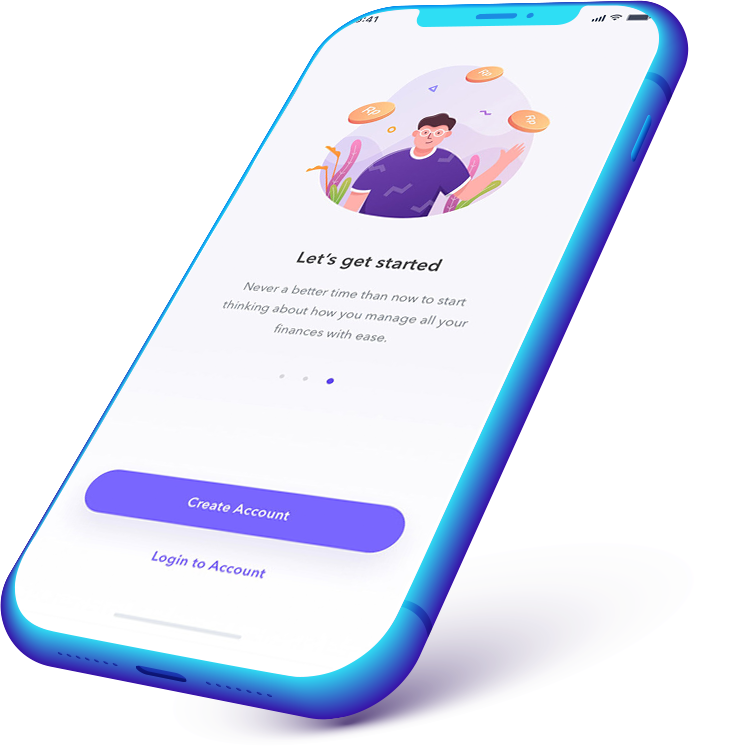 9:41
Rp
Rp
Rp
Let's get started
Never a better time than now to start
thinking about how you manage all your
finances with ease.
Create Account
Login to Account